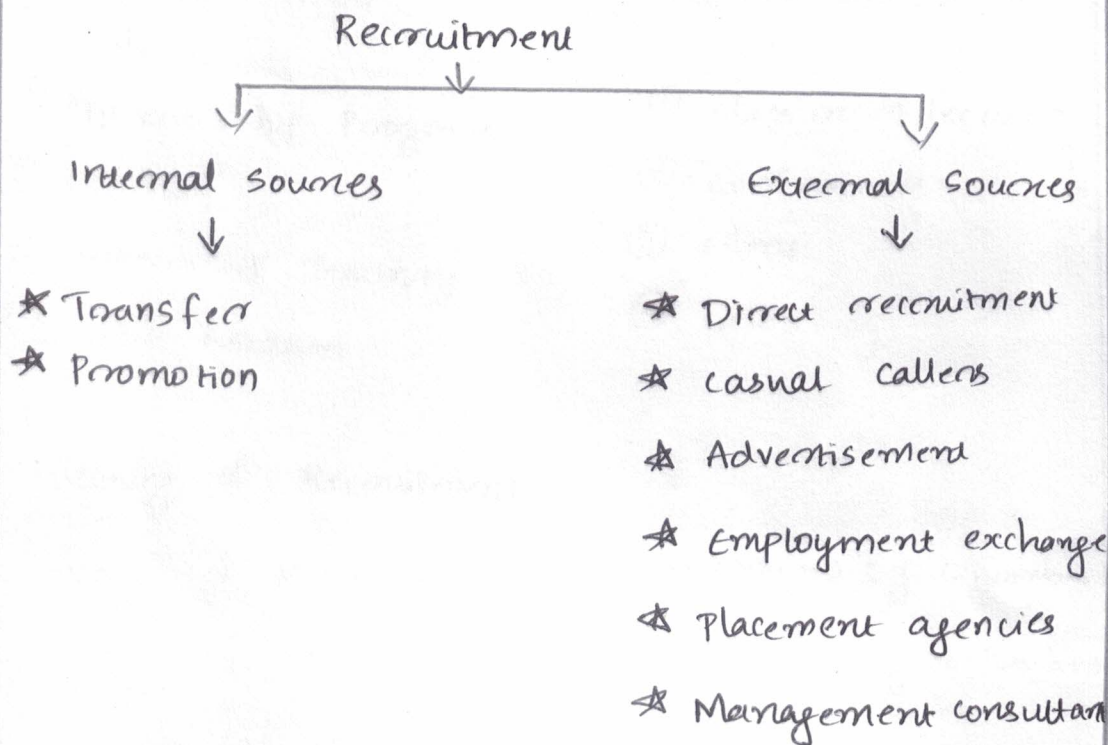 Recruitment
Internal sources
External sources
Transfer
Promotion
Direct recruitment
casual callers
Advertisement
Employment exchange
Placement agencies
Management consultan